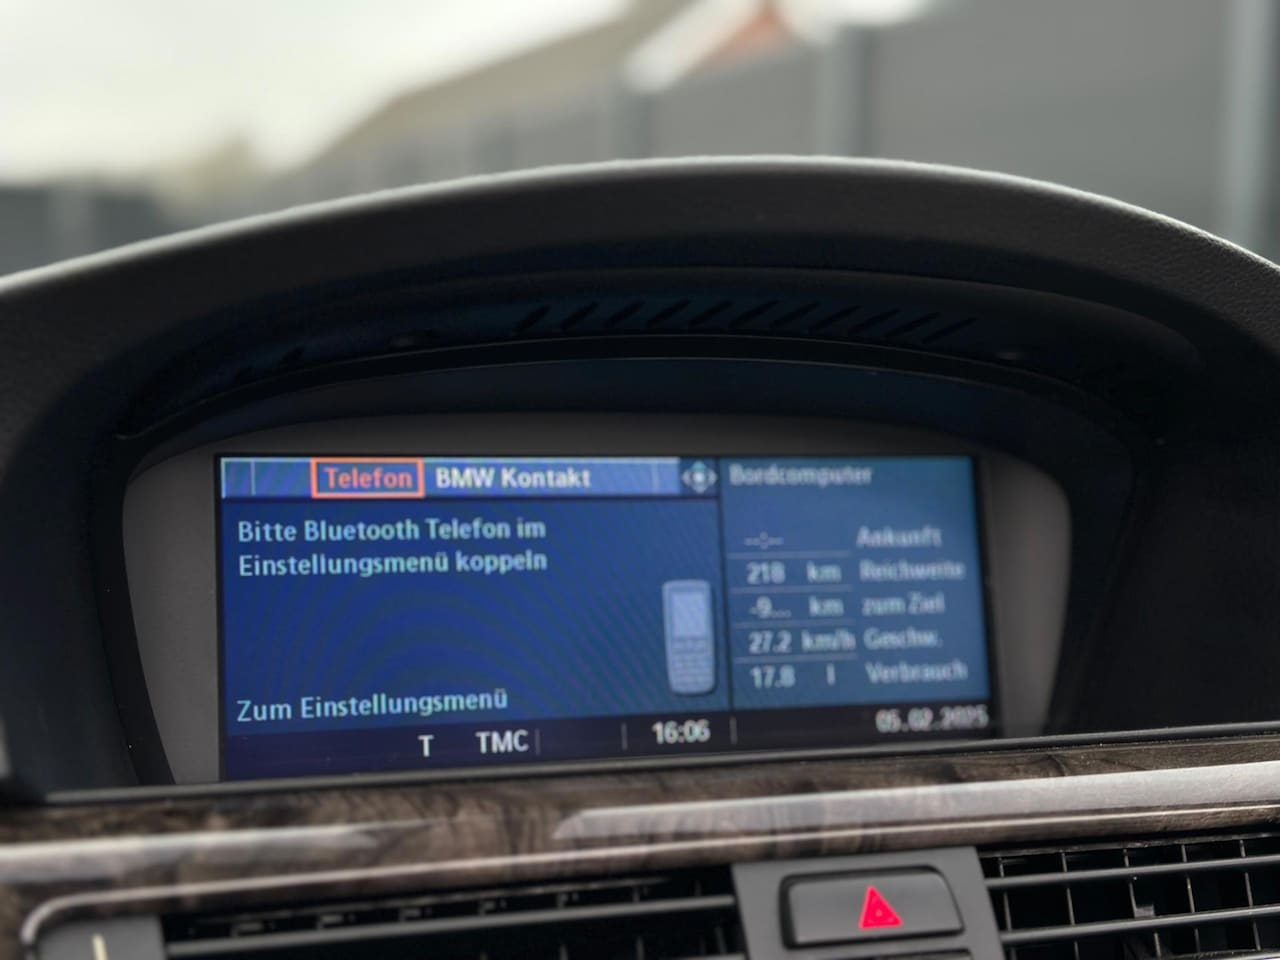 Telefon BMW Kontakt
Bitte Bluetooth Telefon im
Einstellungsmenü koppeln
Zum Einstellungsmenü
T TMC 16:06 05.02.2025
Bordcomputer
--:-- Ankunft
218 km Reichweite
-9... km zum Ziel
27.2 km/h Geschw.
17.8 l Verbrauch